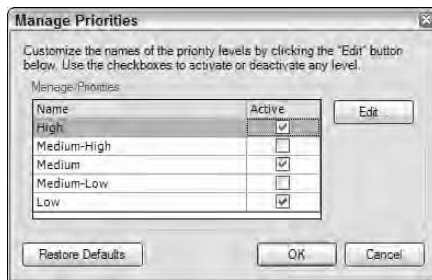 Manage Priorities
Customize the names of the priority levels by clicking the "Edit" button
below. Use the checkboxes to activate or deactivate any level.
Manage Priorities
Name Active
High
Medium-High
Medium
Medium-Low
Low
Edit
Restore Defaults OK Cancel